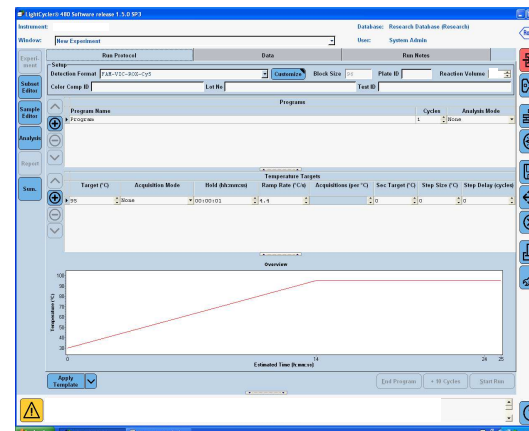 LightCycler® 480 Software release 1.5.0 SP3
Instrument:
Database: Research Database (Research)
Window: New Experiment
User: System Admin
Experi-
ment
Subset
Editor
Sample
Editor
Analysis
Report
Sum.
Run Protocol Data Run Notes
Setup
Detection Format FAM-VIC-ROX-Cy5 Customize Block Size 96 Plate ID Reaction Volume
Color Comp ID Lot No Test ID
Programs
Program Name Cycles Analysis Mode
Program 1 None
Temperature Targets
Target (°C) Acquisition Mode Hold (hh:mm:ss) Ramp Rate (°C/s) Acquisitions (per °C) Sec Target (°C) Step Size (°C) Step Delay (cycles)
95 None 00:00:01 4.4 0 0 0
Overview
Temperature (°C)
100
90
80
70
60
50
40
30
0 14 24 25
Estimated Time (h:mm:ss)
Apply
Template
End Program + 10 Cycles Start Run